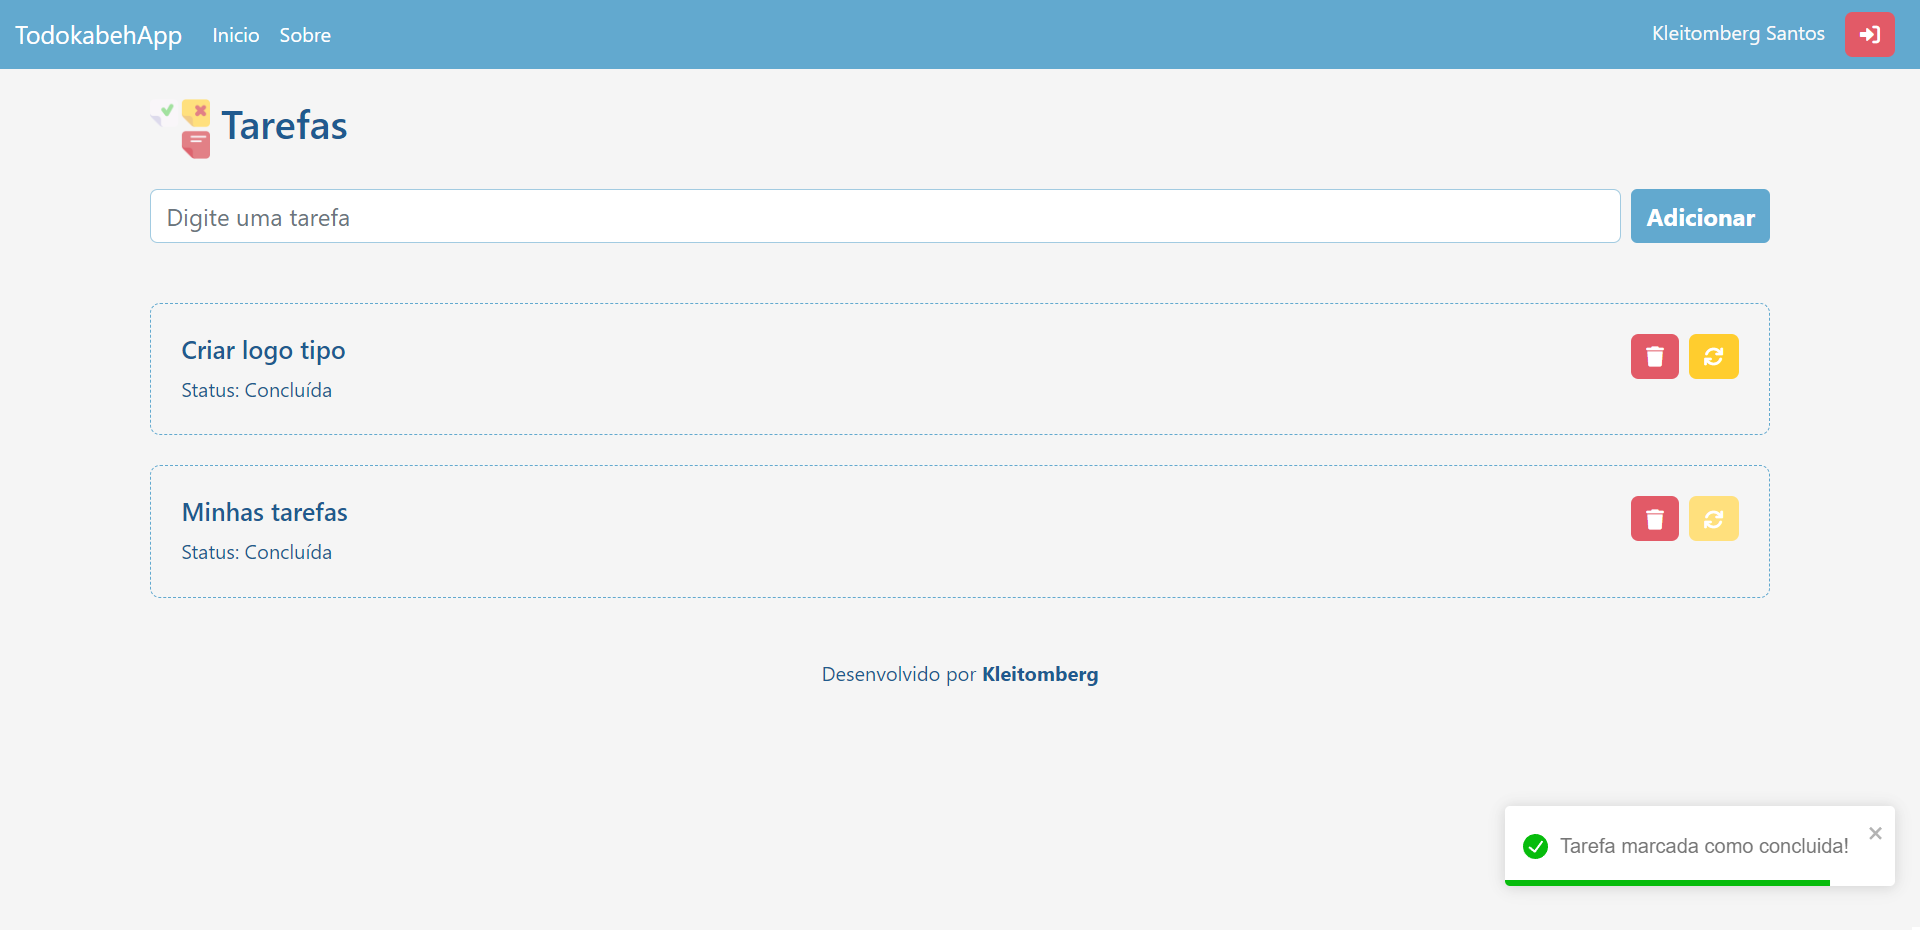 TodokabehApp Inicio Sobre Kleitomberg Santos
Tarefas
Digite uma tarefa Adicionar
Criar logo tipo
Status: Concluída
Minhas tarefas
Status: Concluída
Desenvolvido por Kleitomberg
Tarefa marcada como concluida!